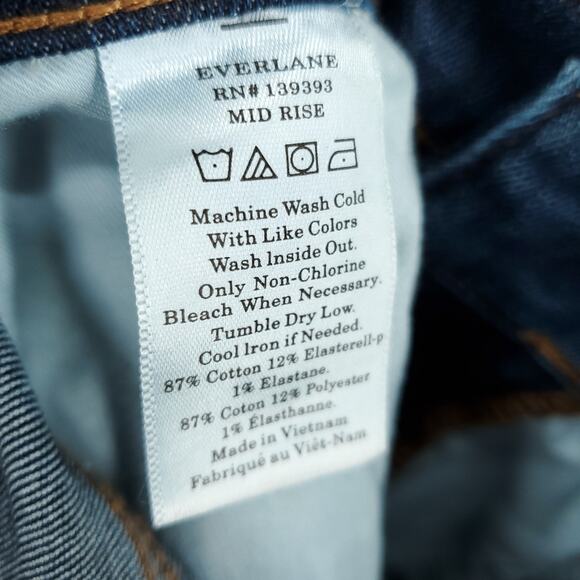 EVERLANE
RN# 139393
MID RISE
Machine Wash Cold
With Like Colors
Wash Inside Out.
Only Non-Chlorine
Bleach When Necessary.
Tumble Dry Low.
Cool Iron if Needed.
87% Cotton 12% Elasterell-p
1% Elastane.
87% Coton 12% Polyester
1% Élasthanne.
Made in Vietnam
Fabriqué au Viêt-Nam